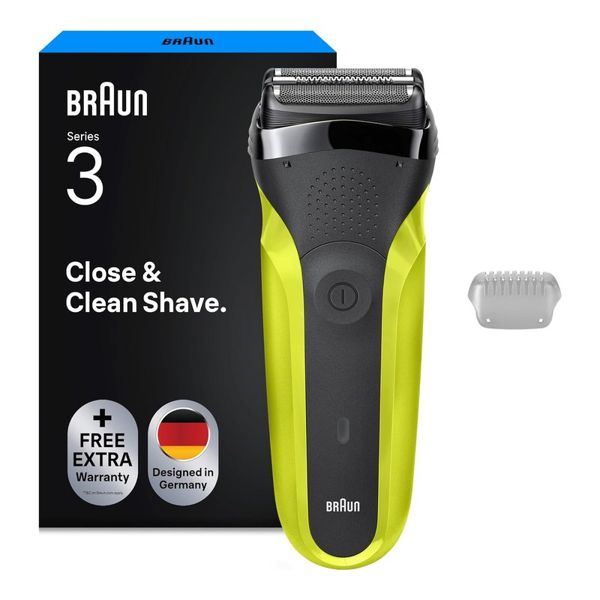 BRAUN
BRAUN
Series
3
Close &
Clean Shave.
+
FREE
EXTRA
Warranty
Designed in
Germany
BRAUN